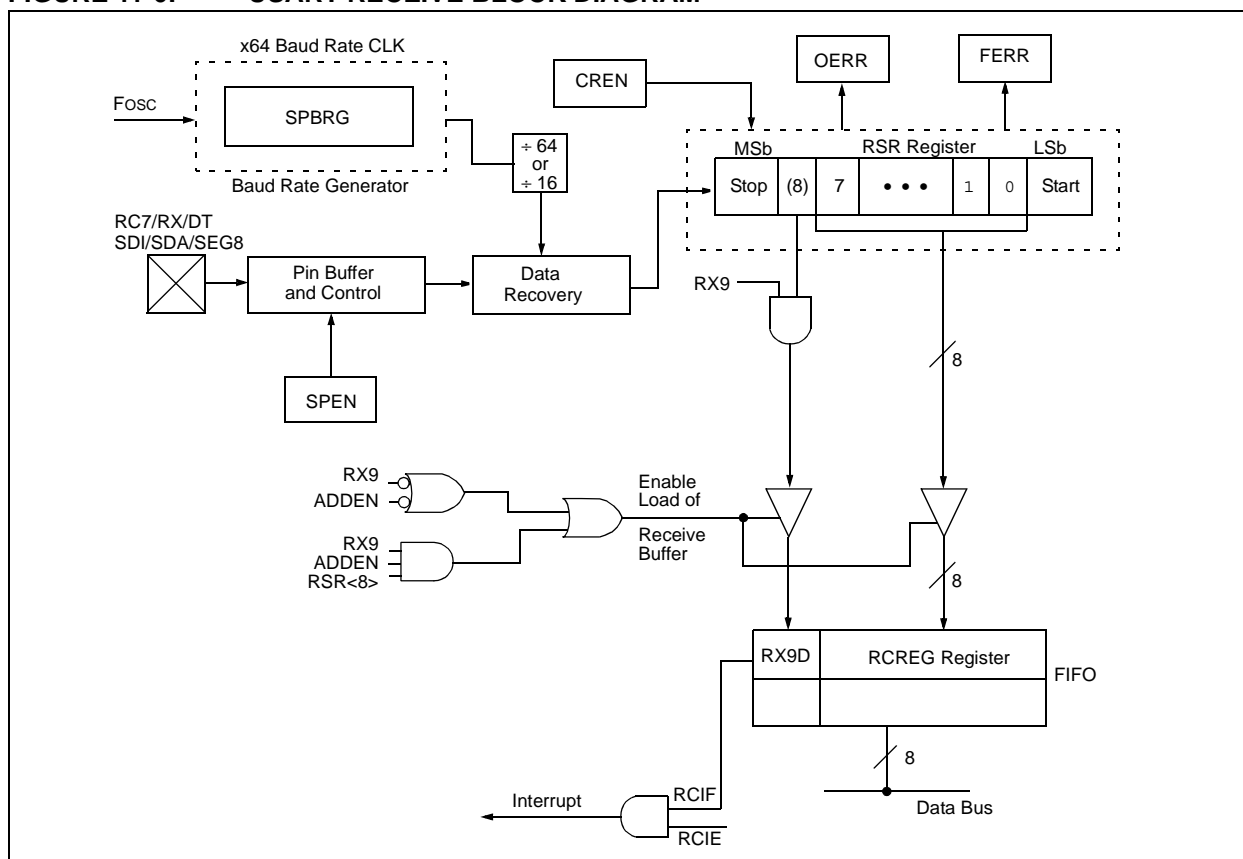 x64 Baud Rate CLK
FOSC
SPBRG
Baud Rate Generator
÷ 64
or
÷ 16
CREN
OERR
FERR
MSb
RSR Register
LSb
Stop
(8)
7
• • •
1
0
Start
RC7/RX/DT
SDI/SDA/SEG8
Pin Buffer
and Control
Data
Recovery
SPEN
RX9
8
RX9
ADDEN
RX9
ADDEN
RSR<8>
Enable
Load of
Receive
Buffer
8
RX9D
RCREG Register
FIFO
8
Data Bus
Interrupt
RCIF
RCIE